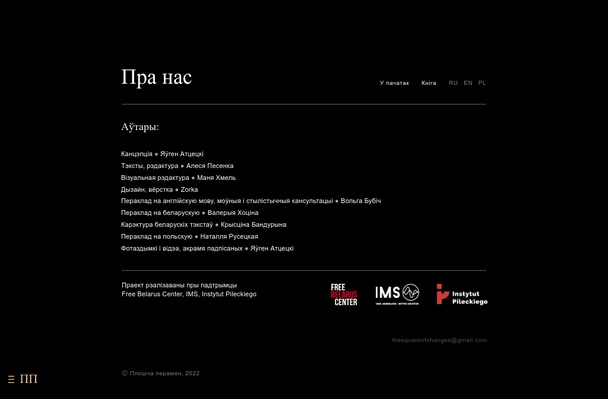 Пра нас
У пачатак Кніга RU EN PL
Аўтары:
Канцэпцыя ● Яўген Атцецкі
Тэксты, рэдактура ● Алеся Песенка
Візуальная рэдактура ● Маня Хмель
Дызайн, вёрстка ● Zorka
Пераклад на англійскую мову, моўныя і стылістычныя кансультацыі ● Вольга Бубіч
Пераклад на беларускую ● Валерыя Хоціна
Карэктура беларускіх тэкстаў ● Крысціна Бандурына
Пераклад на польскую ● Наталля Русецкая
Фотаздымкі і відэа, акрамя падпісаных ● Яўген Атцецкі
Праект рэалізаваны пры падтрымцы
Free Belarus Center, IMS, Instytut Pileckiego
FREE
BELARUS
CENTER
IMS
Instytut
Pileckiego
thesquareofchanges@gmail.com
© Плошча перамен, 2022
ПП